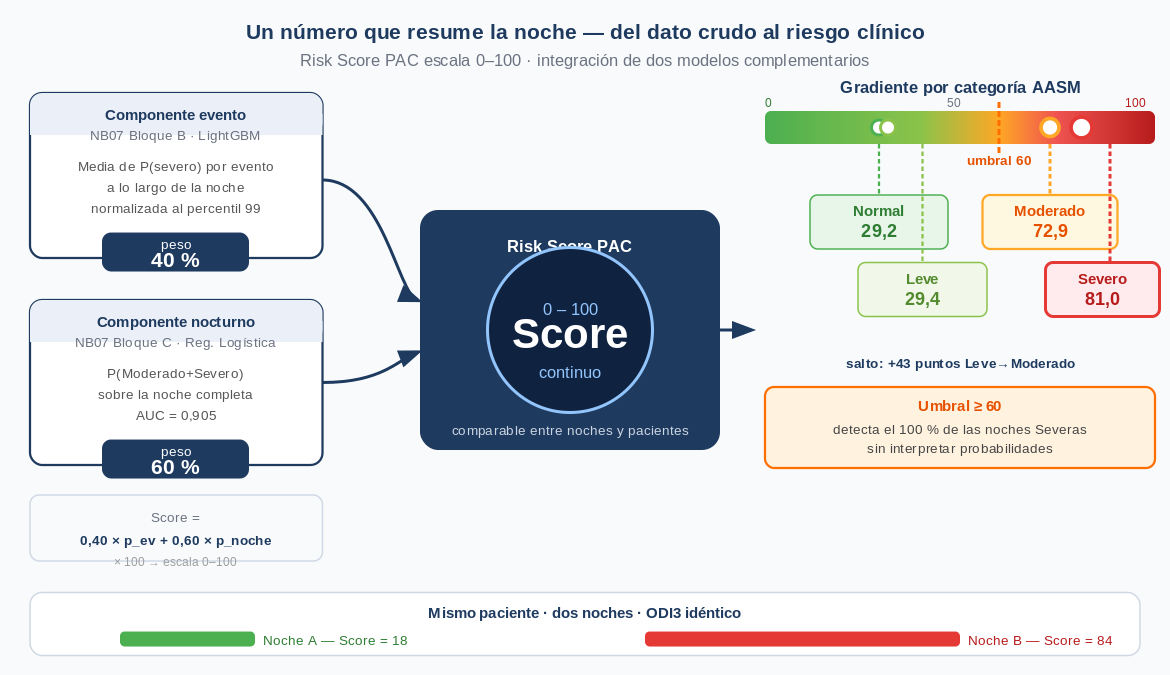 Un número que resume la noche — del dato crudo al riesgo clínico
Risk Score PAC escala 0–100 · integración de dos modelos complementarios
Componente evento
NB07 Bloque B · LightGBM
Media de P(severo) por evento
a lo largo de la noche
normalizada al percentil 99
peso
40 %
Componente nocturno
NB07 Bloque C · Reg. Logística
P(Moderado+Severo)
sobre la noche completa
AUC = 0,905
peso
60 %
Score =
0,40 × p_ev + 0,60 × p_noche
× 100 → escala 0–100
Risk Score PAC
0 – 100
Score
continuo
comparable entre noches y pacientes
Gradiente por categoría AASM
0 50 100
umbral 60
Normal
29,2
Moderado
72,9
Leve
29,4
Severo
81,0
salto: +43 puntos Leve→Moderado
Umbral ≥ 60
detecta el 100 % de las noches Severas
sin interpretar probabilidades
Mismo paciente · dos noches · ODI3 idéntico
Noche A — Score = 18
Noche B — Score = 84